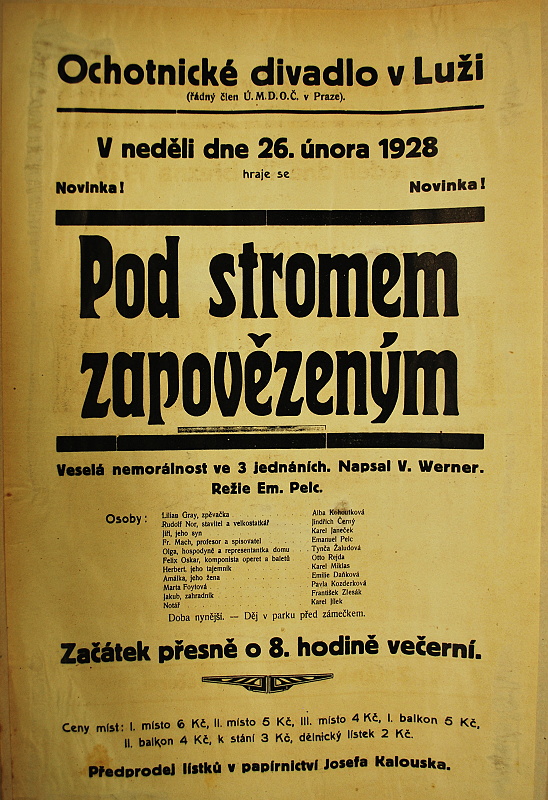 Ochotnické divadlo v Luži
(řádný člen Ú.M.D.O.Č. v Praze).
V neděli dne 26. února 1928
hraje se
Novinka! Novinka!
Pod stromem
zapovězeným
Veselá nemorálnost ve 3 jednáních. Napsal V. Werner.
Režie Em. Pelc.
Osoby: Lilian Gray, zpěvačka Alba Kohoutková
Rudolf Nor, stavitel a velkostatkář Jindřich Černý
Jiří, jeho syn Karel Janeček
Fr. Mach, profesor a spisovatel Emanuel Pelc
Olga, hospodyně a representantka domu Tynča Žaludová
Felix Oskar, komponista operet a baletů Otto Rejda
Herbert, jeho tajemník Karel Miklas
Amálka, jeho žena Emilie Daňková
Marta Foytová Pavla Kozderková
Jakub, zahradník František Zlesák
Notář Karel Jílek
Doba nynější. — Děj v parku před zámečkem.
Začátek přesně o 8. hodině večerní.
Ceny míst: I. místo 6 Kč, II. místo 5 Kč, III. místo 4 Kč, I. balkon 5 Kč,
II. balkon 4 Kč, k stání 3 Kč, dělnický lístek 2 Kč.
Předprodej lístků v papírnictví Josefa Kalouska.